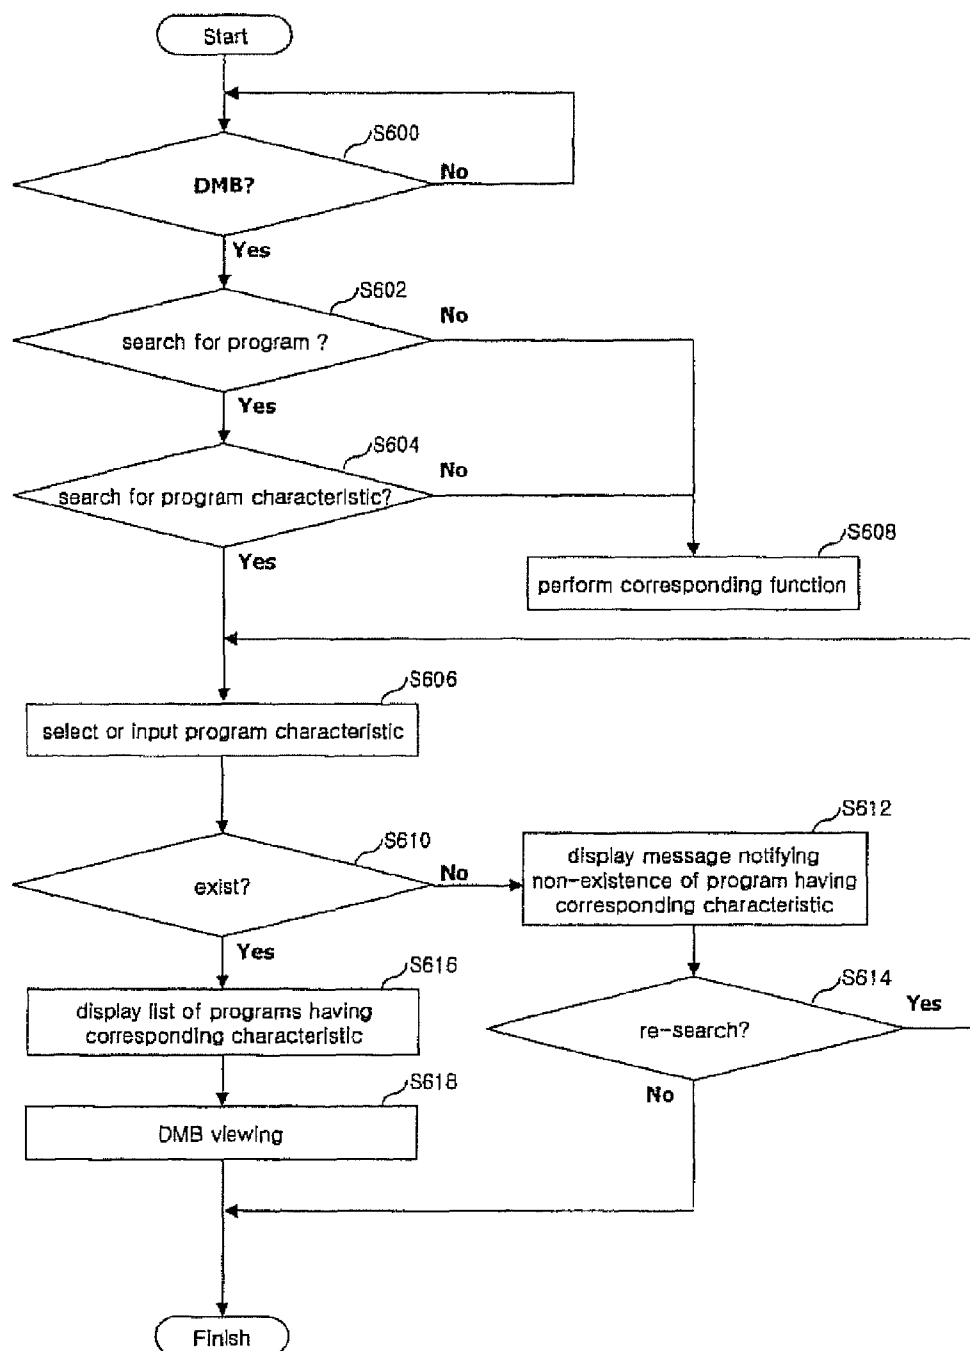 Start
S600
DMB?
No
Yes
S602
search for program ?
No
Yes
S604
search for program characteristic?
No
Yes
S608
perform corresponding function
S606
select or input program characteristic
S610
exist?
No
Yes
S612
display message notifying
non-existence of program having
corresponding characteristic
S616
display list of programs having
corresponding characteristic
S614
re-search?
Yes
No
S618
DMB viewing
Finish